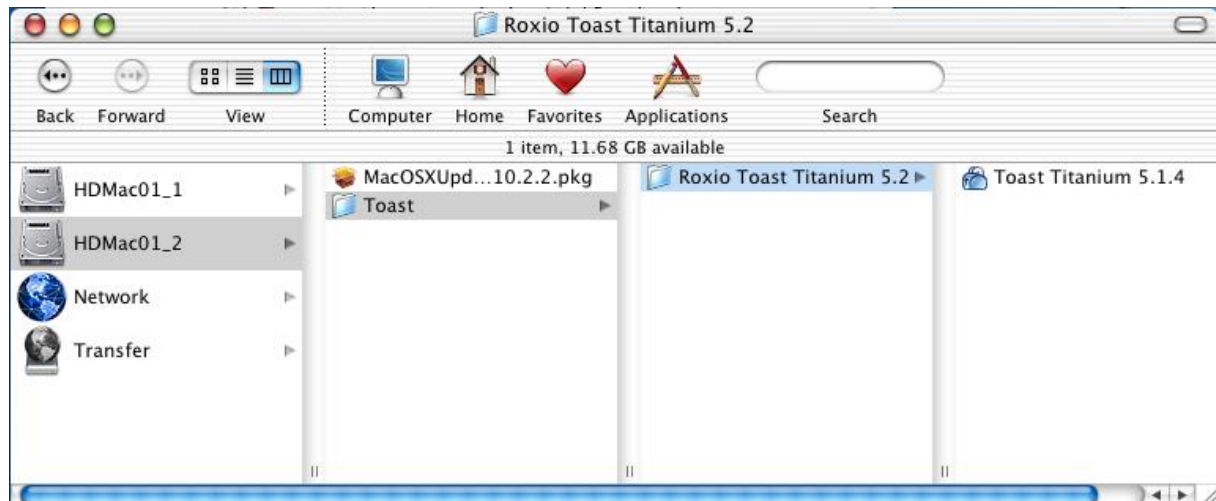 Roxio Toast Titanium 5.2
Back Forward View Computer Home Favorites Applications Search
1 item, 11.68 GB available
HDMac01_1
HDMac01_2
Network
Transfer
MacOSXUpd...10.2.2.pkg
Toast
Roxio Toast Titanium 5.2
Toast Titanium 5.1.4